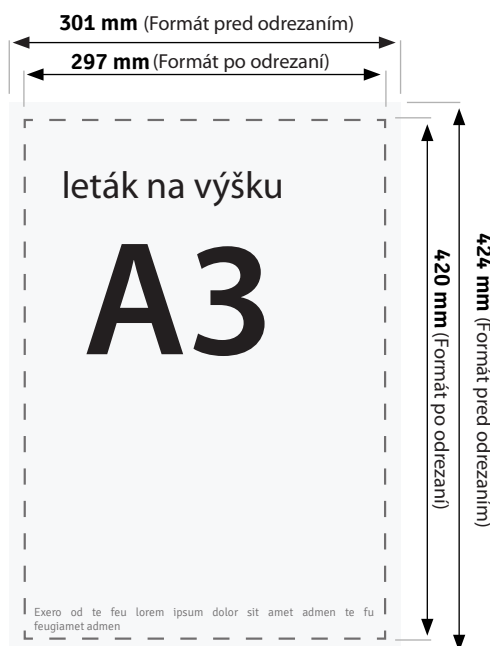 301 mm (Formát pred odrezaním)
297 mm (Formát po odrezaní)
leták na výšku
A3
420 mm (Formát po odrezaní)
424 mm (Formát pred odrezaním)
Exero od te feu lorem ipsum dolor sit amet admen te fu
feugiamet admen